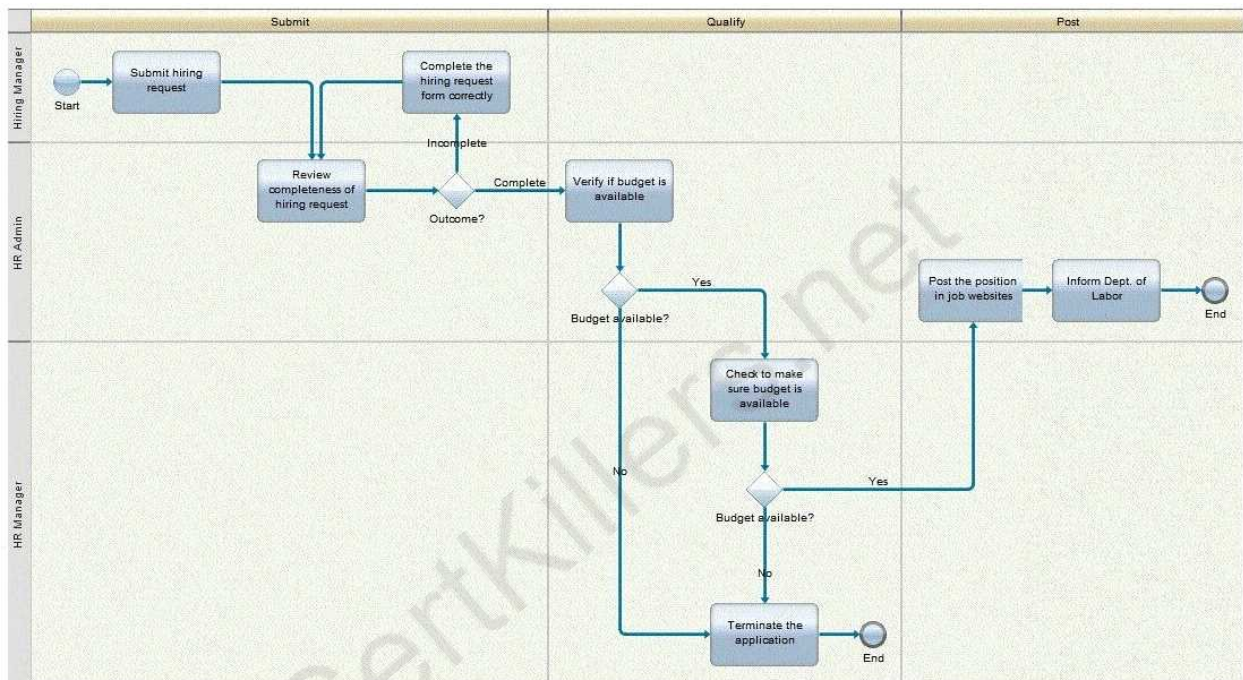 Submit
Qualify
Post
Hiring Manager
Start
Submit hiring
request
Complete the
hiring request
form correctly
Incomplete
HR Admin
Review
completeness of
hiring request
Outcome?
Complete
Verify if budget is
available
Budget available?
Yes
Post the position
in job websites
Inform Dept. of
Labor
End
HR Manager
Check to make
sure budget is
available
No
Budget available?
Yes
No
Terminate the
application
End
CertKillers.net